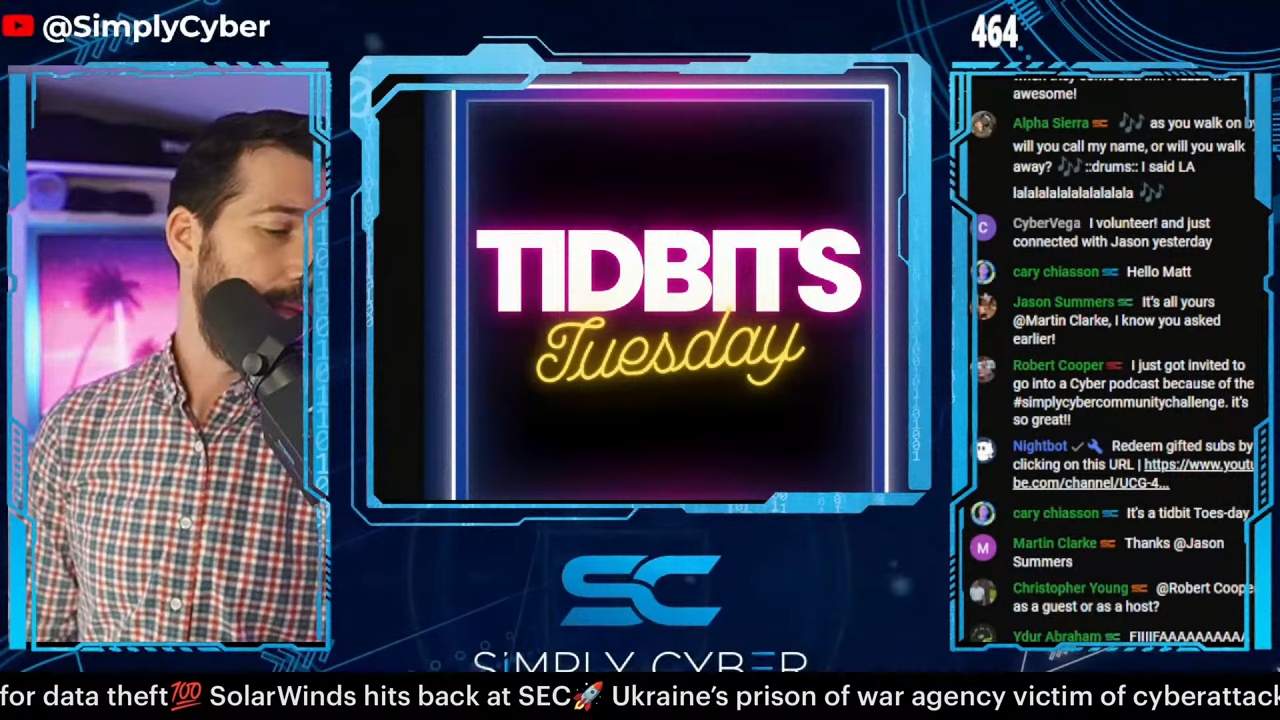 @SimplyCyber
464
TIDBITS
Tuesday
SC
SIMPLY CYBER
awesome!
Alpha Sierra 🎶 as you walk on by
will you call my name, or will you walk
away? 🎶 ::drums:: I said LA
lalalalalalalalalala 🎶
C CyberVega I volunteer! and just
connected with Jason yesterday
cary chiasson Hello Matt
Jason Summers It's all yours
@Martin Clarke, I know you asked
earlier!
Robert Cooper I just got invited to
go into a Cyber podcast because of the
#simplycybercommunitychallenge. it's
so great!!
Nightbot Redeem gifted subs by
clicking on this URL | https://www.youtu
be.com/channel/UCG-4...
cary chiasson It's a tidbit Toes-day
M Martin Clarke Thanks @Jason
Summers
Christopher Young @Robert Coope
as a guest or as a host?
Ydur Abraham
for data theft💯 SolarWinds hits back at SEC🚀 Ukraine's prison of war agency victim of cyberattack